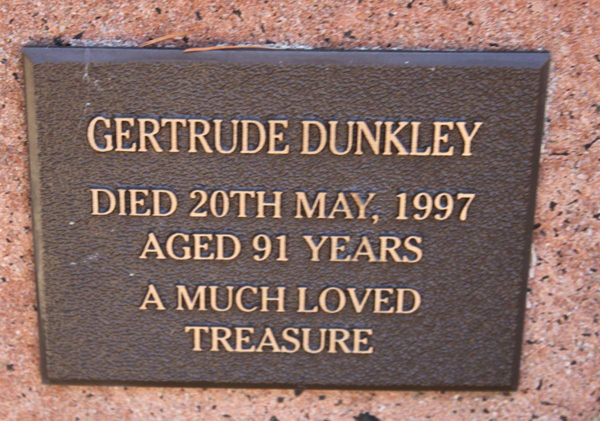 GERTRUDE DUNKLEY
DIED 20TH MAY, 1997
AGED 91 YEARS
A MUCH LOVED
TREASURE